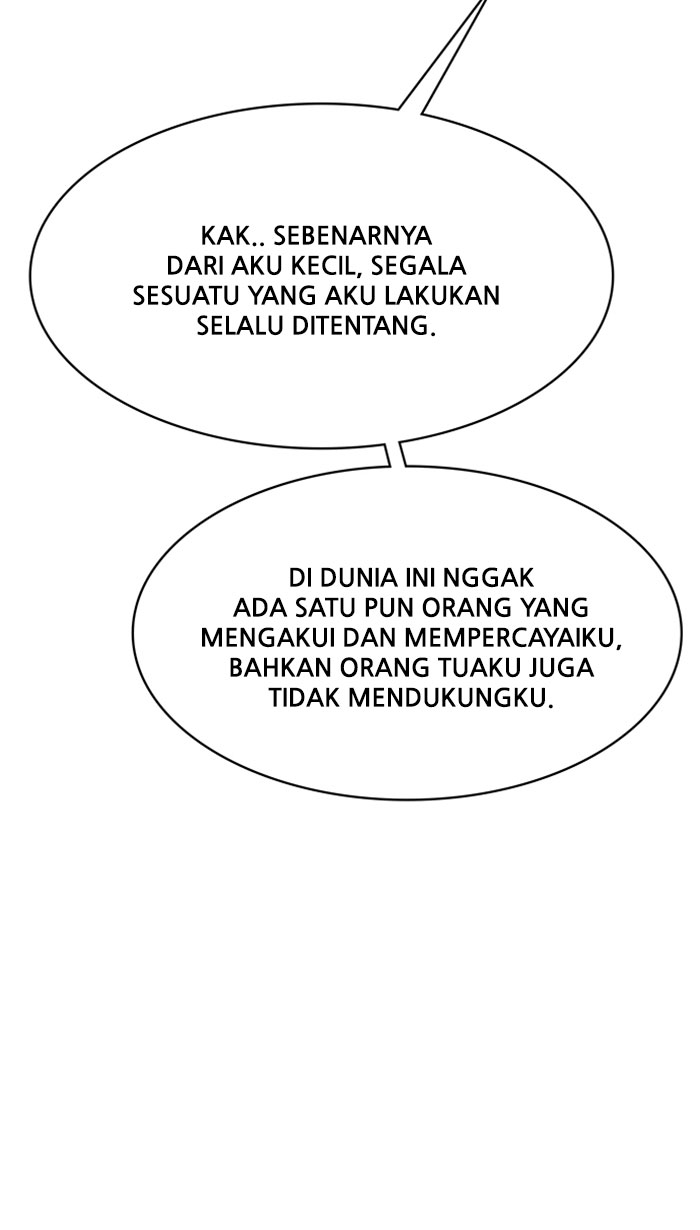 KAK.. SEBENARNYA
DARI AKU KECIL, SEGALA
SESUATU YANG AKU LAKUKAN
SELALU DITENTANG.
DI DUNIA INI NGGAK
ADA SATU PUN ORANG YANG
MENGAKUI DAN MEMPERCAYAIKU,
BAHKAN ORANG TUAKU JUGA
TIDAK MENDUKUNGKU.